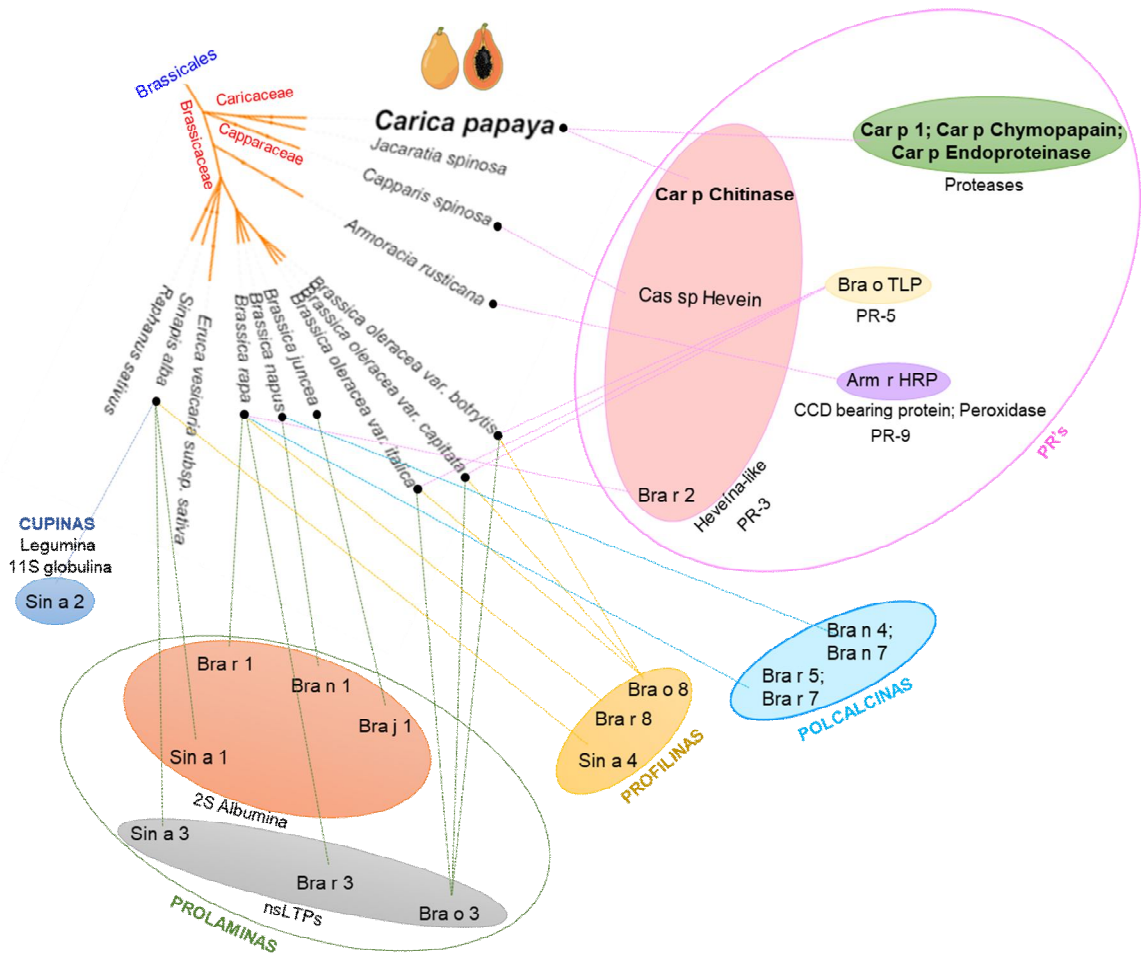 Brassicales
Caricaceae
Brassicaceae
Capparaceae
Carica papaya
Jacaratia spinosa
Capparis spinosa
Armoracia rusticana
Raphanus sativus
Sinapis alba
Eruca vesicaria subsp. sativa
Brassica rapa
Brassica napus
Brassica juncea
Brassica oleracea var. italica
Brassica oleracea var. capitata
Brassica oleracea var. botrytis
Car p 1; Car p Chymopapain;
Car p Endoproteinase
Proteases
Car p Chitinase
Cas sp Hevein
Bra r 2
Heveína-like
PR-3
Bra o TLP
PR-5
Arm r HRP
CCD bearing protein; Peroxidase
PR-9
PR's
CUPINAS
Legumina
11S globulina
Sin a 2
Bra r 1
Bra n 1
Bra j 1
Sin a 1
2S Albumina
Sin a 3
Bra r 3
Bra o 3
nsLTPs
PROLAMINAS
Bra o 8
Bra r 8
Sin a 4
PROFILINAS
Bra n 4;
Bra n 7
Bra r 5;
Bra r 7
POLCALCINAS